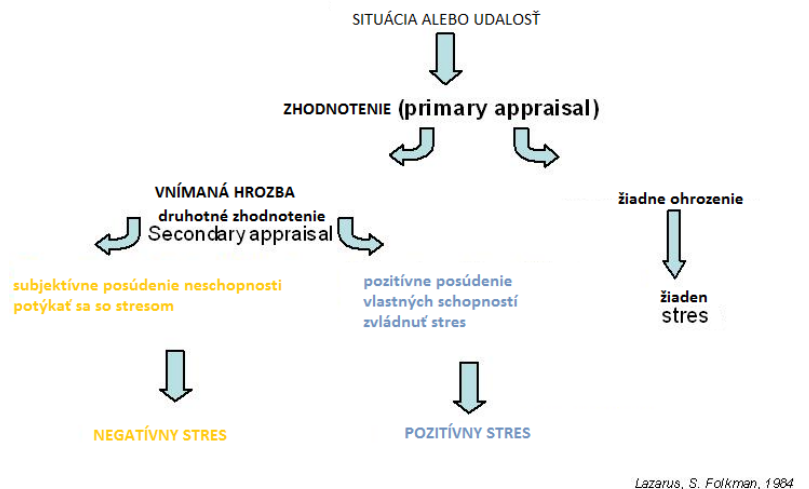 SITUÁCIA ALEBO UDALOSŤ
ZHODNOTENIE (primary appraisal)
VNÍMANÁ HROZBA
druhotné zhodnotenie
Secondary appraisal
žiadne ohrozenie
subjektívne posúdenie neschopnosti
potýkať sa so stresom
pozitívne posúdenie
vlastných schopností
zvládnuť stres
žiaden
stres
NEGATÍVNY STRES
POZITÍVNY STRES
Lazarus, S. Folkman, 1984